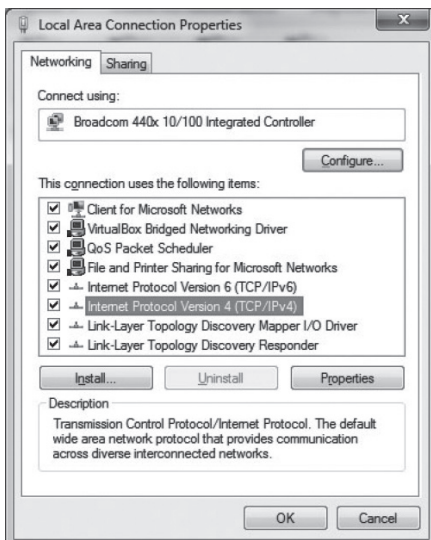 Local Area Connection Properties
Networking
Sharing
Connect using:
Broadcom 440x 10/100 Integrated Controller
Configure...
This connection uses the following items:
Client for Microsoft Networks
VirtualBox Bridged Networking Driver
QoS Packet Scheduler
File and Printer Sharing for Microsoft Networks
Internet Protocol Version 6 (TCP/IPv6)
Internet Protocol Version 4 (TCP/IPv4)
Link-Layer Topology Discovery Mapper I/O Driver
Link-Layer Topology Discovery Responder
Install...
Uninstall
Properties
Description
Transmission Control Protocol/Internet Protocol. The default
wide area network protocol that provides communication
across diverse interconnected networks.
OK
Cancel